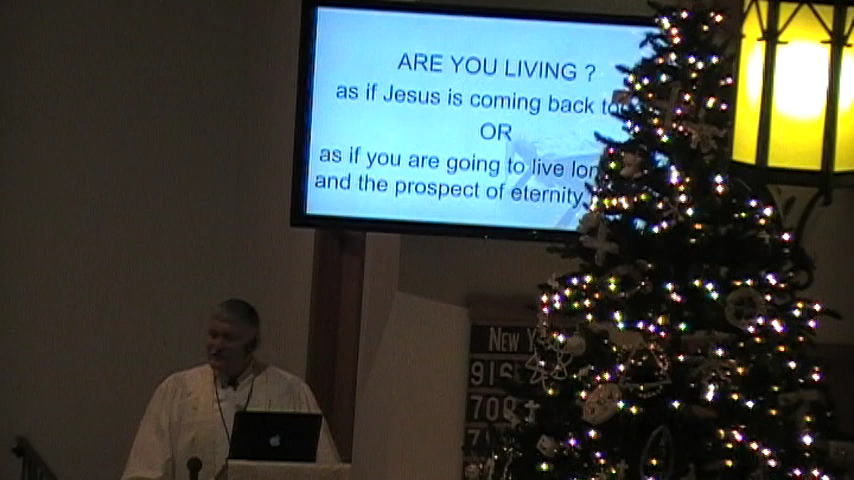 ARE YOU LIVING ?
as if Jesus is coming back
OR
as if you are going to live
and the prospect of eternity
NEW
916
700